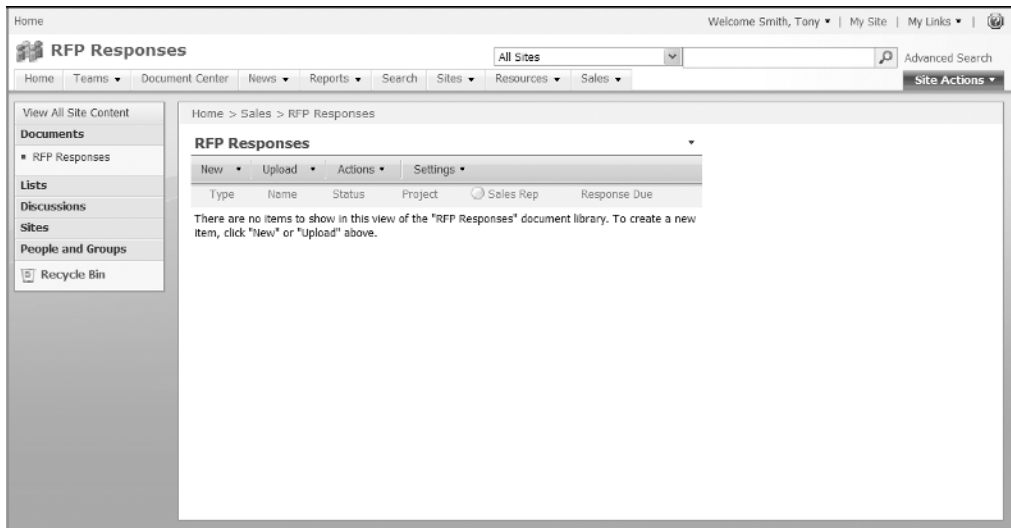 Home
Welcome Smith, Tony | My Site | My Links |
RFP Responses
All Sites
Advanced Search
Home Teams Document Center News Reports Search Sites Resources Sales
Site Actions
View All Site Content
Documents
RFP Responses
Lists
Discussions
Sites
People and Groups
Recycle Bin
Home > Sales > RFP Responses
RFP Responses
New Upload Actions Settings
Type Name Status Project Sales Rep Response Due
There are no items to show in this view of the "RFP Responses" document library. To create a new
item, click "New" or "Upload" above.